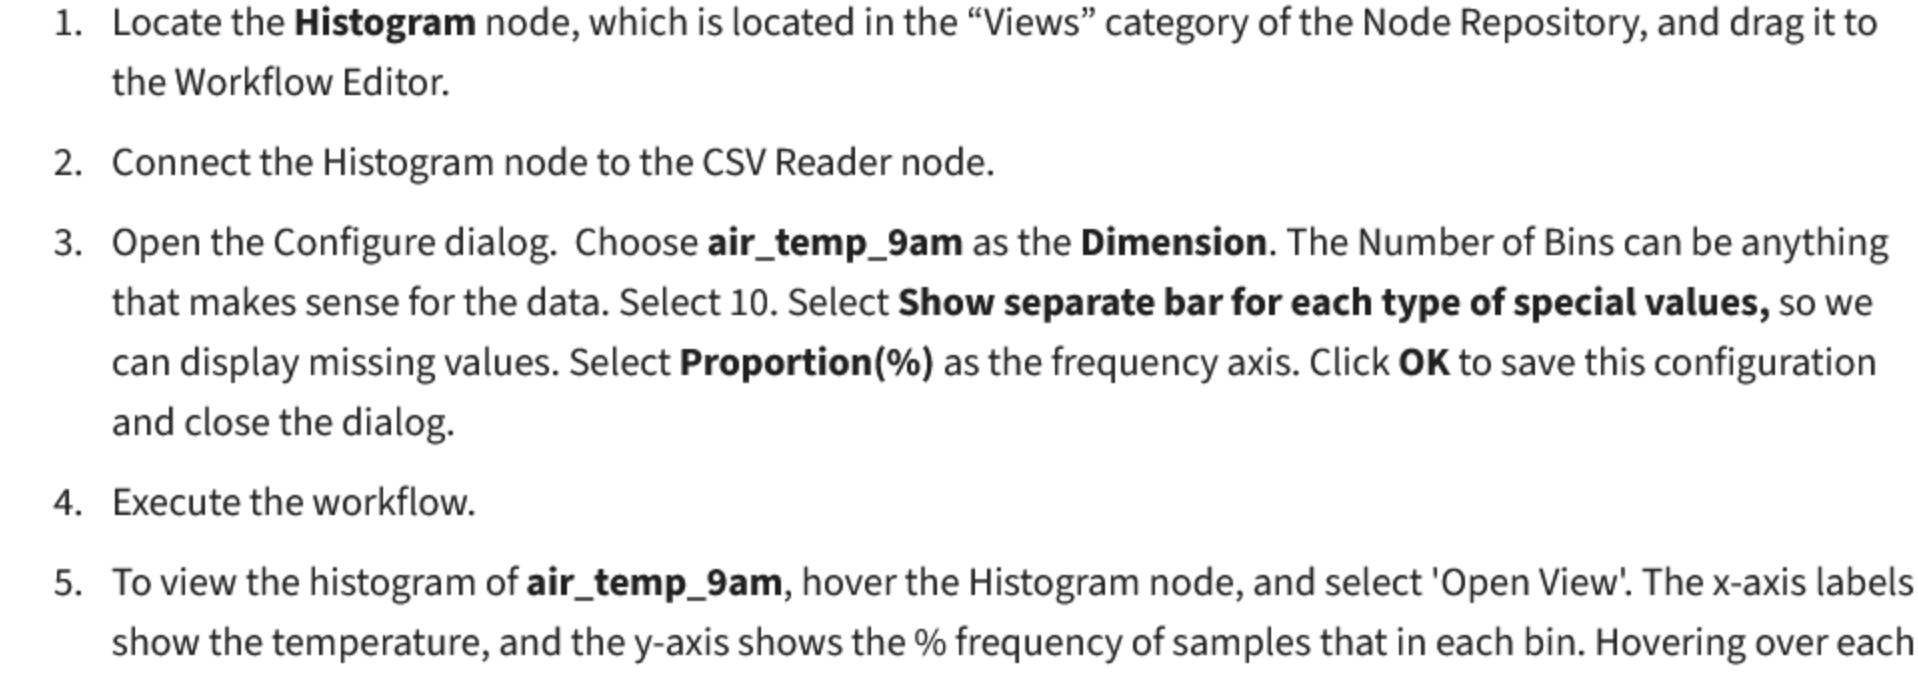 1. Locate the Histogram node, which is located in the “Views” category of the Node Repository, and drag it to
the Workflow Editor.
2. Connect the Histogram node to the CSV Reader node.
3. Open the Configure dialog.  Choose air_temp_9am as the Dimension. The Number of Bins can be anything
that makes sense for the data. Select 10. Select Show separate bar for each type of special values, so we
can display missing values. Select Proportion(%) as the frequency axis. Click OK to save this configuration
and close the dialog.
4. Execute the workflow.
5. To view the histogram of air_temp_9am, hover the Histogram node, and select 'Open View'. The x-axis labels
show the temperature, and the y-axis shows the % frequency of samples that in each bin. Hovering over each